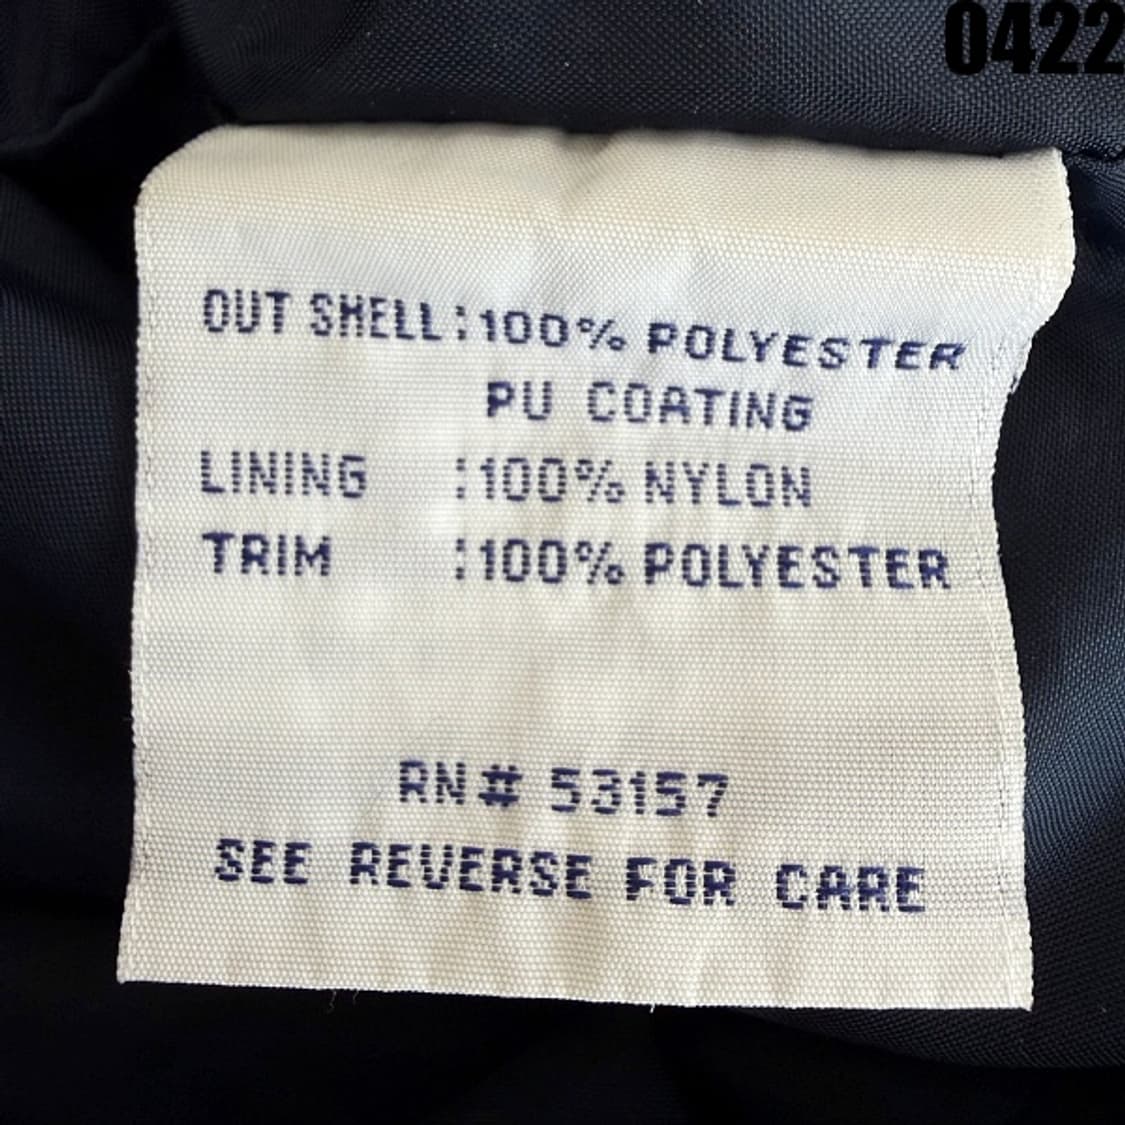 0422
OUT SHELL:100% POLYESTER
PU COATING
LINING :100% NYLON
TRIM :100% POLYESTER
RN# 53157
SEE REVERSE FOR CARE